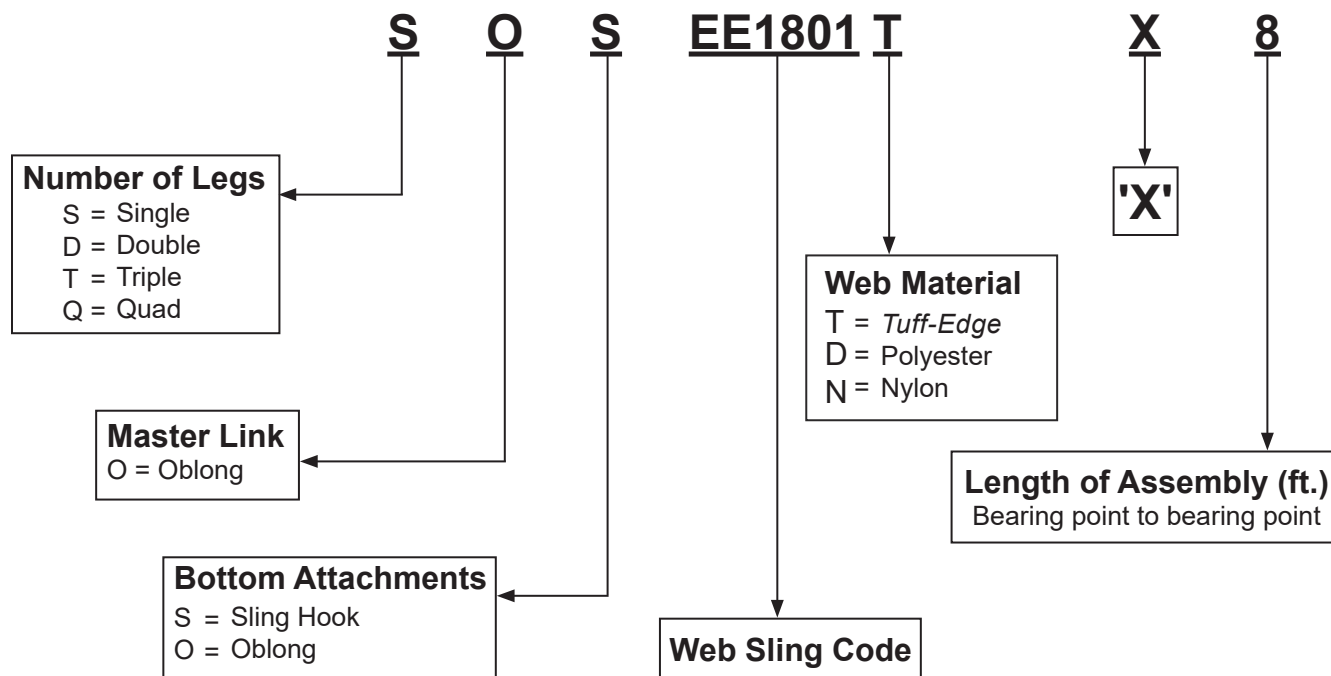 S O S EE1801 T X 8
Number of Legs
S = Single
D = Double
T = Triple
Q = Quad
'X'
Web Material
T = Tuff-Edge
D = Polyester
N = Nylon
Master Link
O = Oblong
Length of Assembly (ft.)
Bearing point to bearing point
Bottom Attachments
S = Sling Hook
O = Oblong
Web Sling Code